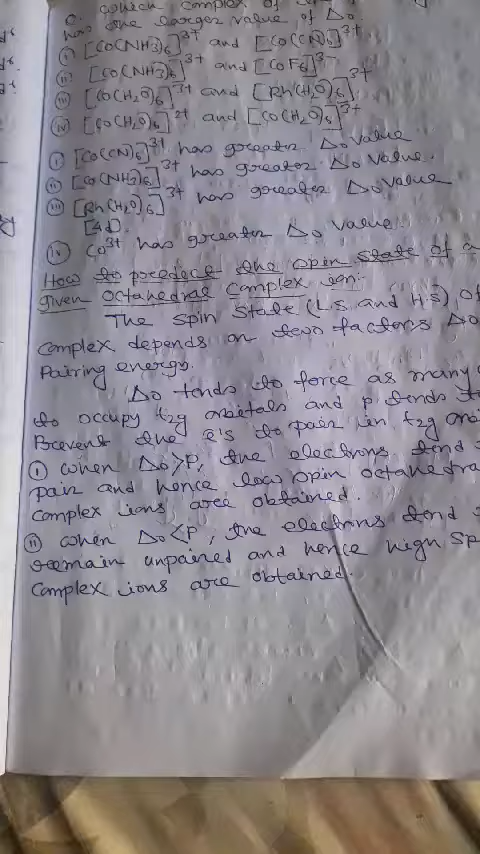 Q. Which complex of
has the larger value of Δo.
i) [Co(NH3)6]3+ and [Co(CN)6]3+
ii) [Co(NH3)6]3+ and [CoF6]3-
iii) [Co(H2O)6]3+ and [Rh(H2O)6]3+
iv) [Co(H2O)6]2+ and [Co(H2O)6]3+
i) [Co(CN)6]3+ has greater Δo value.
ii) [Co(NH3)6]3+ has greater Δo value.
iii) [Rh(H2O)6]3+ has greater Δo value
[4d]
iv) Co3+ has greater Δo value.
How to predect the spin state of a
given octahedral complex ion:-
The spin state (L.S. and H.S) of
complex depends on two factors Δo
Pairing energy.
Δo tends to force as many
to occupy t2g orbitals and p tends to
Prevent the e's to pair in t2g
i) when Δo>P, the electrons tend
pair and hence low spin octahedra
complex ions are obtained.
ii) when Δo<P, the electrons tend
remain unpaired and hence high sp
complex ions are obtained.